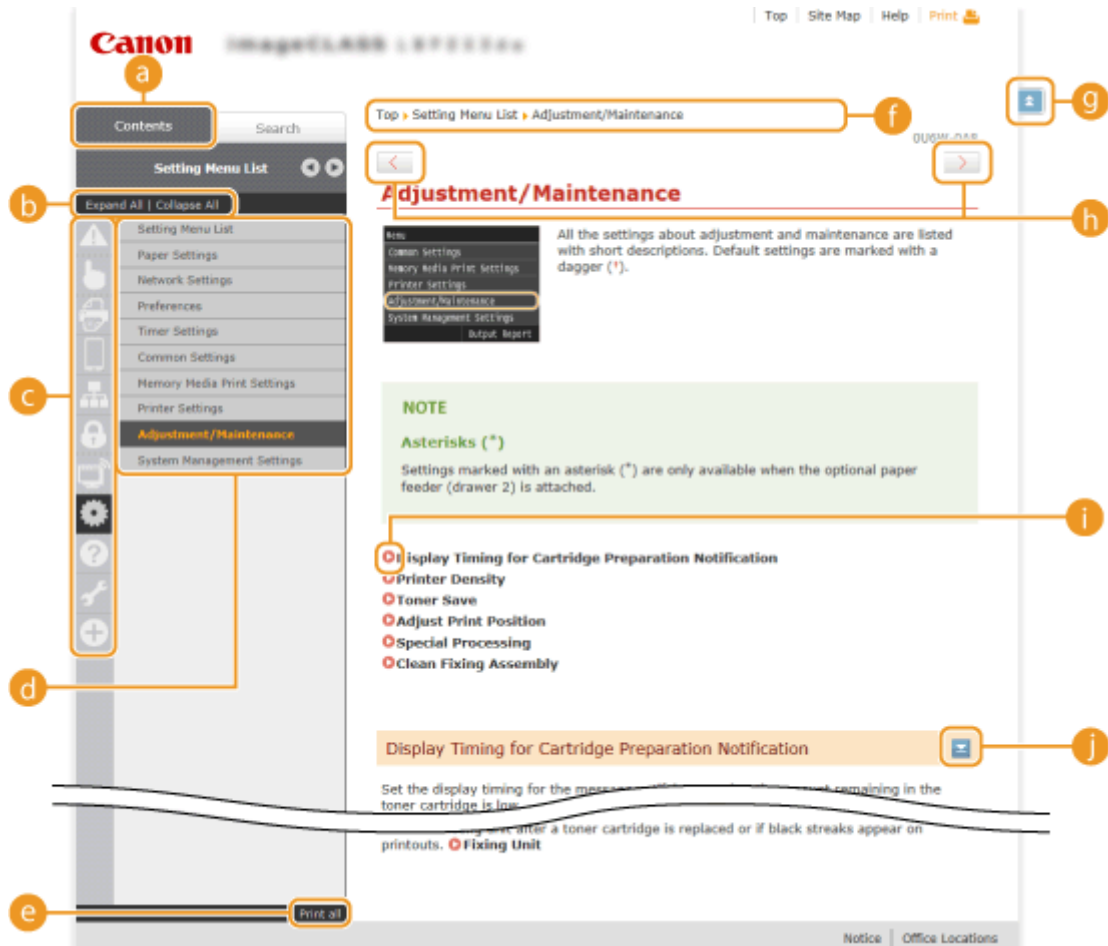 Top | Site Map | Help | Print
Canon
a
Contents
Search
Top Setting Menu List Adjustment/Maintenance
f
g
Setting Menu List
b
Expand All | Collapse All
Adjustment/Maintenance
h
Setting Menu List
Paper Settings
Network Settings
Preferences
Timer Settings
Common Settings
Memory Media Print Settings
Printer Settings
Adjustment/Maintenance
System Management Settings
c
d
Menu
Common Settings
Memory Media Print Settings
Printer Settings
Adjustment/Maintenance
System Management Settings
Output Report
All the settings about adjustment and maintenance are listed
with short descriptions. Default settings are marked with a
dagger (†).
NOTE
Asterisks (*)
Settings marked with an asterisk (*) are only available when the optional paper
feeder (drawer 2) is attached.
i
Display Timing for Cartridge Preparation Notification
Printer Density
Toner Save
Adjust Print Position
Special Processing
Clean Fixing Assembly
Display Timing for Cartridge Preparation Notification
j
Set the display timing for the remaining in the
toner cartridge is low
after a toner cartridge is replaced or if black streaks appear on
printouts. Fixing Unit
e
Print all
Notice | Office Locations